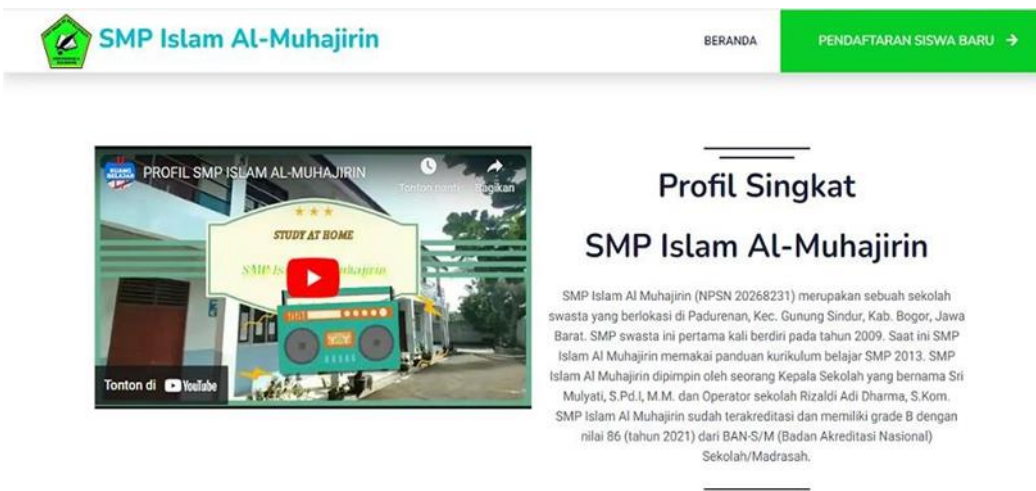 SMP Islam Al-Muhajirin
BERANDA
PENDAFTARAN SISWA BARU →
RUANG BELAJAR
PROFIL SMP ISLAM AL-MUHAJIRIN
Tonton nanti
Bagikan
STUDY AT HOME
SMP Is
uhajirin
Tonton di YouTube
Profil Singkat
SMP Islam Al-Muhajirin
SMP Islam Al Muhajirin (NPSN 20268231) merupakan sebuah sekolah
swasta yang berlokasi di Padurenan, Kec. Gunung Sindur, Kab. Bogor, Jawa
Barat. SMP swasta ini pertama kali berdiri pada tahun 2009. Saat ini SMP
Islam Al Muhajirin memakai panduan kurikulum belajar SMP 2013. SMP
Islam Al Muhajirin dipimpin oleh seorang Kepala Sekolah yang bernama Sri
Mulyati, S.Pd.I, M.M. dan Operator sekolah Rizaldi Adi Dharma, S.Kom.
SMP Islam Al Muhajirin sudah terakreditasi dan memiliki grade B dengan
nilai 86 (tahun 2021) dari BAN-S/M (Badan Akreditasi Nasional)
Sekolah/Madrasah.